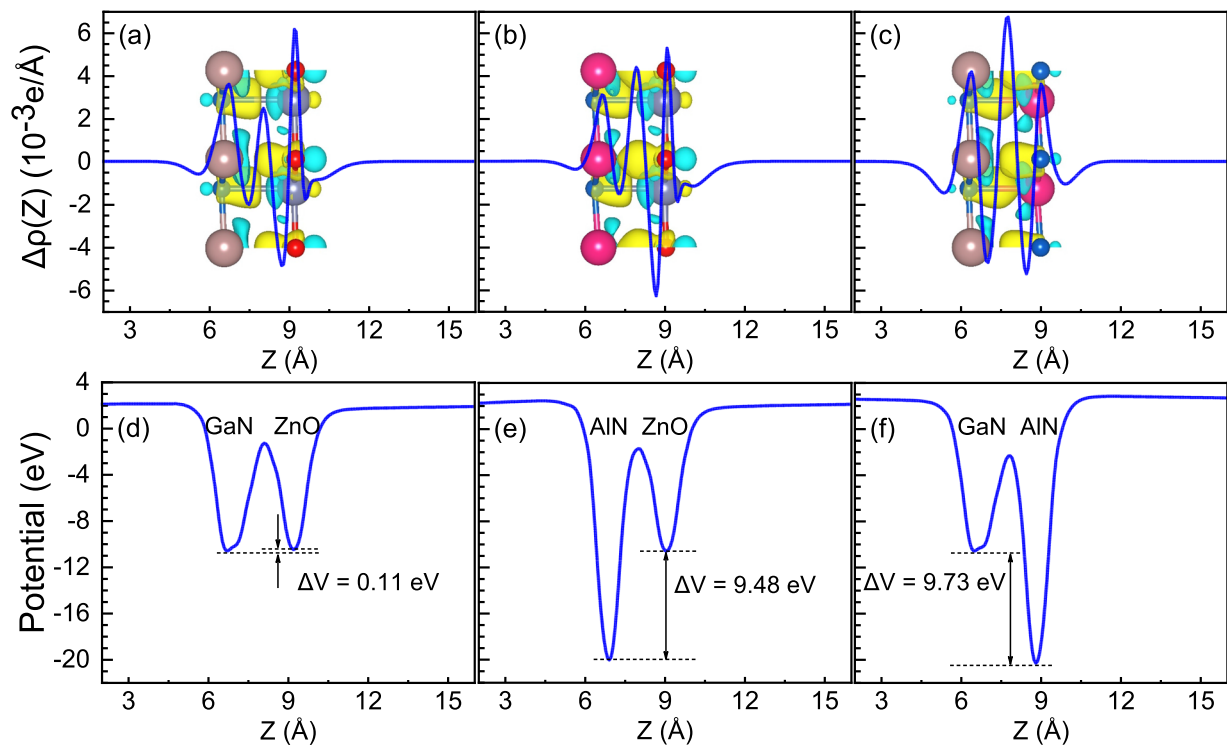 6
4
2
0
-2
-4
-6
Δρ(Z) (10⁻³e/Å)
(a)
(b)
(c)
3 6 9 12 15
3 6 9 12 15
3 6 9 12 15
Z (Å)
Z (Å)
Z (Å)
4
0
-4
-8
-12
-16
-20
Potential (eV)
(d)
GaN ZnO
ΔV = 0.11 eV
(e)
AlN ZnO
ΔV = 9.48 eV
(f)
GaN AlN
ΔV = 9.73 eV
3 6 9 12 15
3 6 9 12 15
3 6 9 12 15
Z (Å)
Z (Å)
Z (Å)